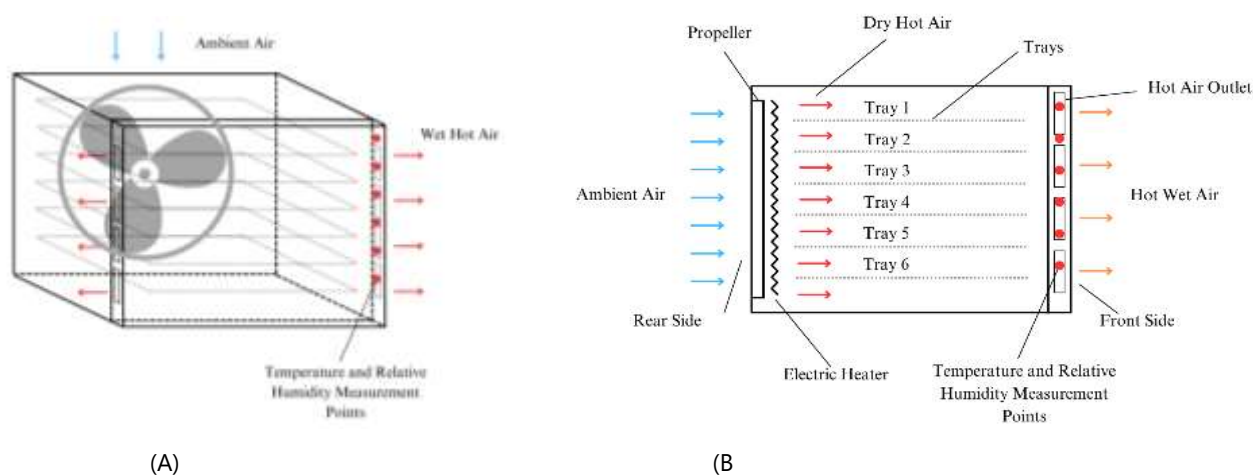 Ambient Air
Wet Hot Air
Temperature and Relative
Humidity Measurement
Points
(A)
Propeller
Dry Hot Air
Trays
Hot Air Outlet
Tray 1
Tray 2
Tray 3
Tray 4
Tray 5
Tray 6
Ambient Air
Hot Wet Air
Rear Side
Front Side
Electric Heater
Temperature and Relative
Humidity Measurement
Points
(B